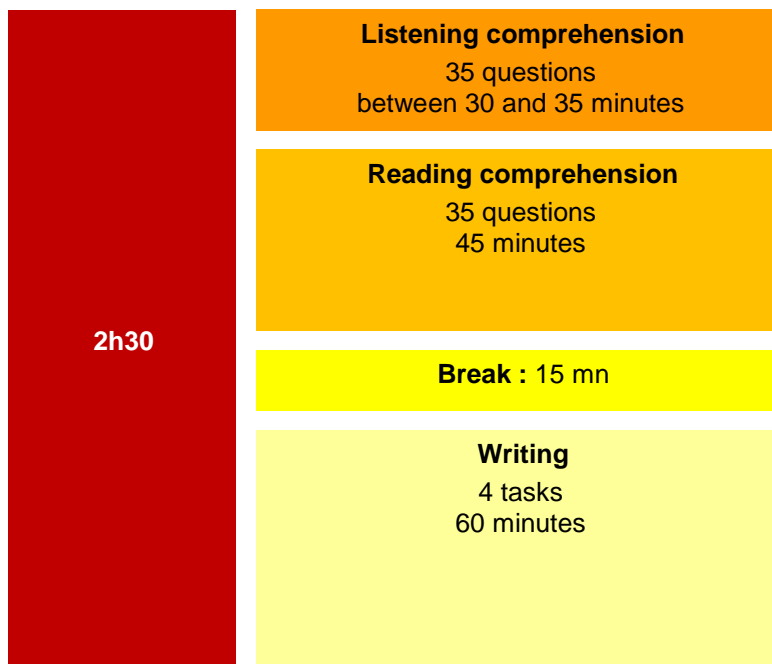 2h30
Listening comprehension
35 questions
between 30 and 35 minutes
Reading comprehension
35 questions
45 minutes
Break : 15 mn
Writing
4 tasks
60 minutes